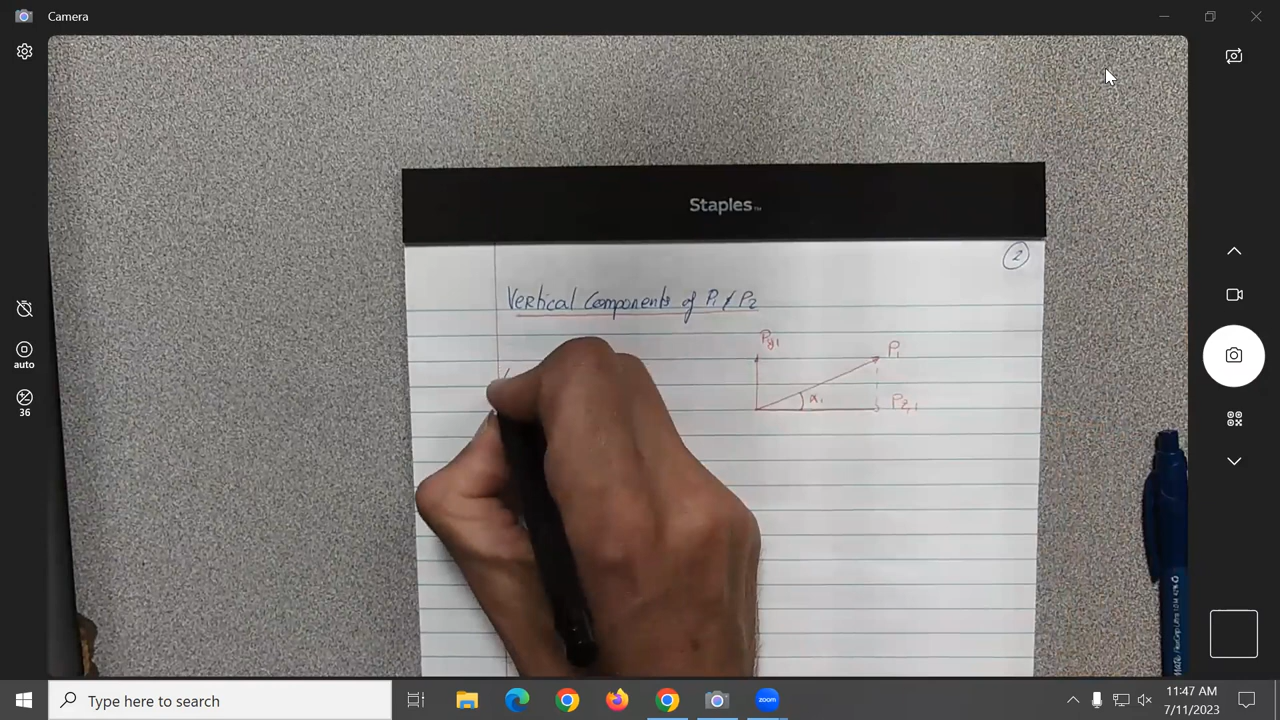 Camera
Staples
2
Vertical Components of P1 & P2
Py1
P1
α1
Pz1
auto
36
Type here to search
zoom
11:47 AM
7/11/2023